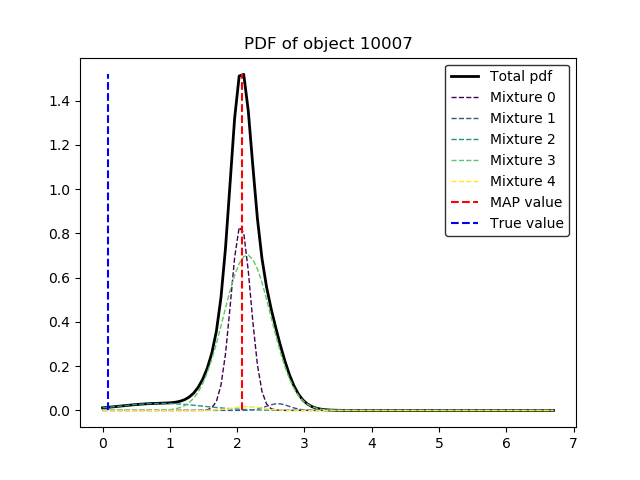 PDF of object 10007
Total pdf
Mixture 0
Mixture 1
Mixture 2
Mixture 3
Mixture 4
MAP value
True value
1.4
1.2
1.0
0.8
0.6
0.4
0.2
0.0
0 1 2 3 4 5 6 7